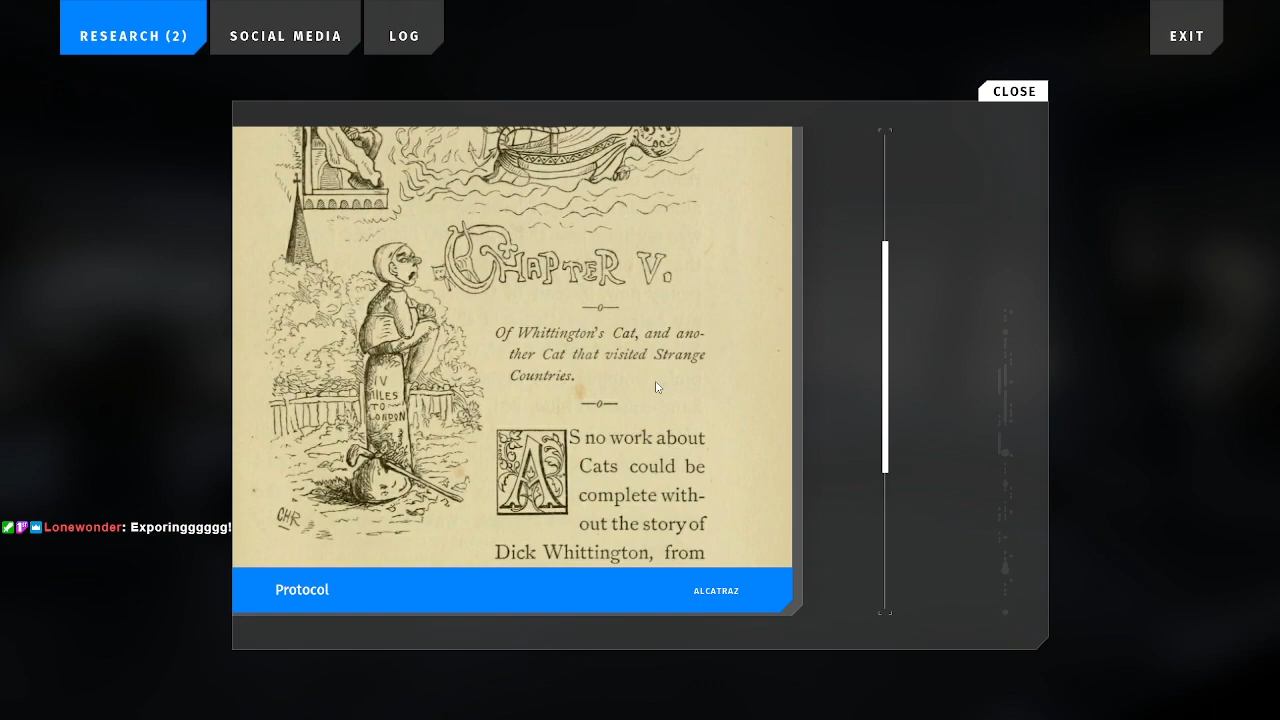 RESEARCH (2)
SOCIAL MEDIA
LOG
EXIT
CLOSE
CHAPTER V.
Of Whittington's Cat, and ano-
ther Cat that visited Strange
Countries.
IV
MILES
TO
LONDON
AS no work about
Cats could be
complete with-
out the story of
Dick Whittington, from
CHR
Lonewonder: Exporingggggg!
Protocol
ALCATRAZ